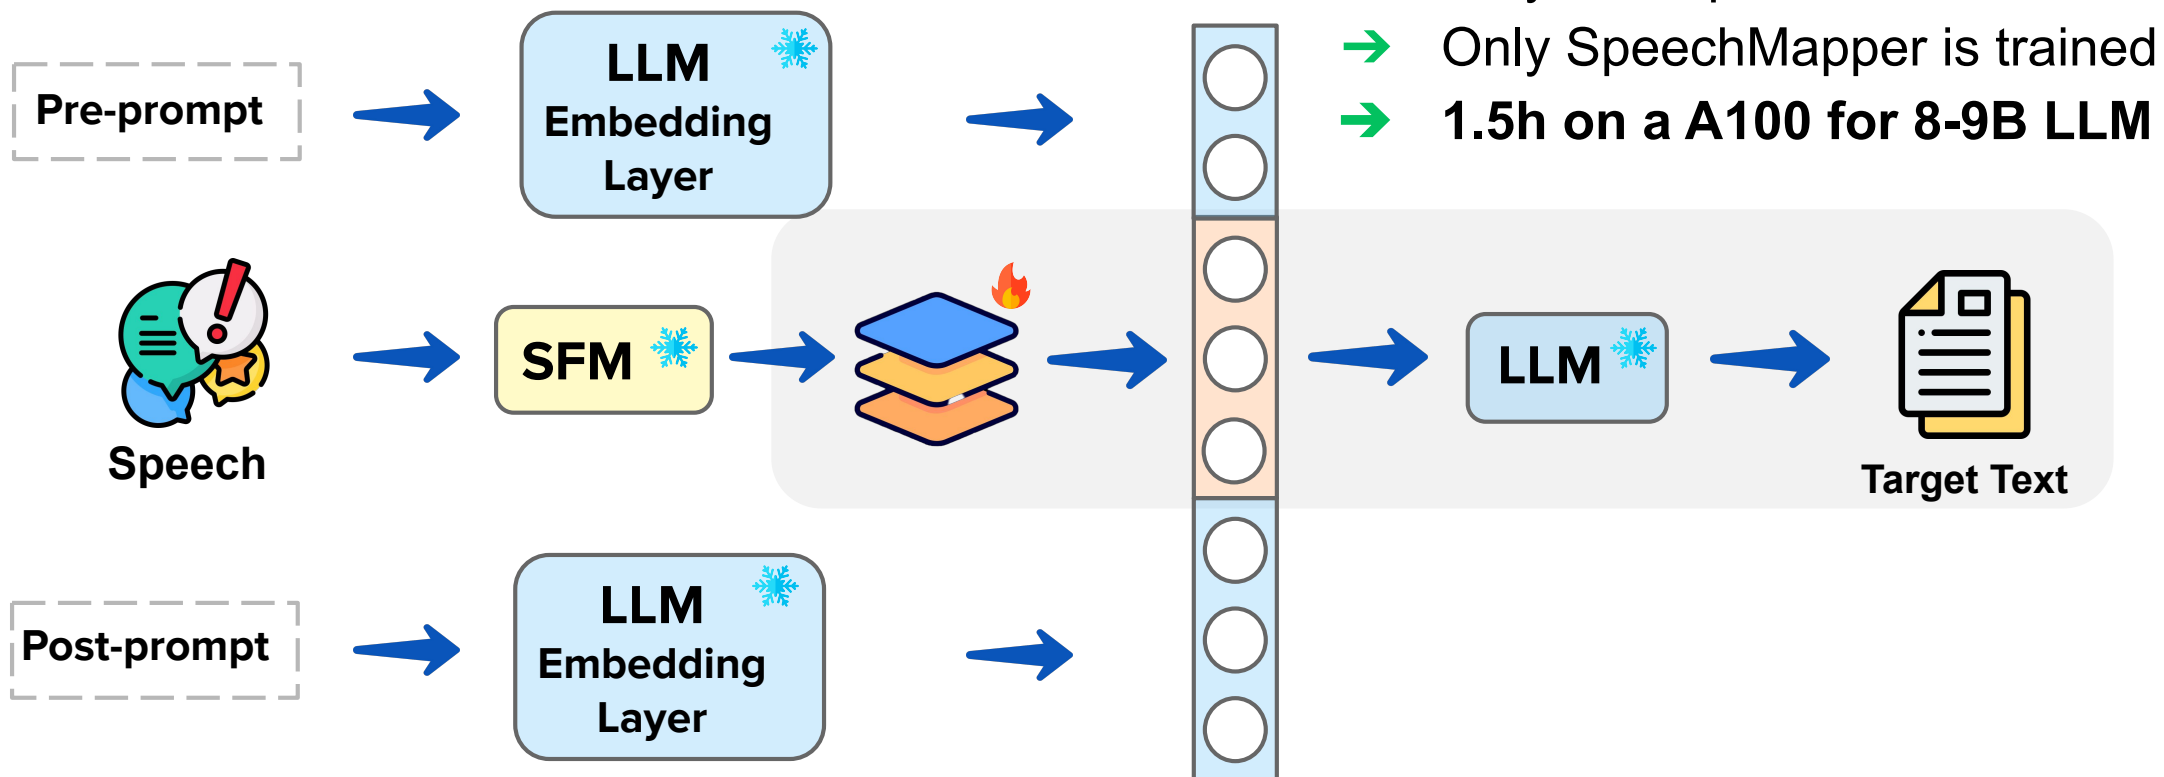 ➔ Only SpeechMapper is trained
➔ 1.5h on a A100 for 8-9B LLM
Pre-prompt
LLM
Embedding
Layer
Speech
SFM
LLM
Target Text
Post-prompt
LLM
Embedding
Layer